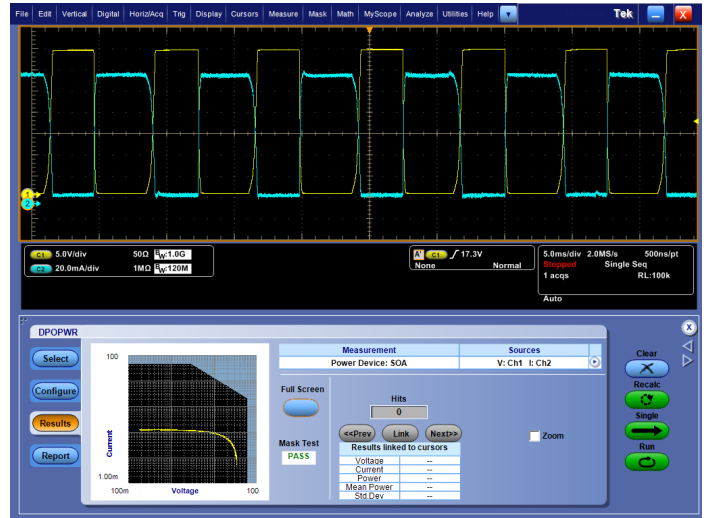 File Edit Vertical Digital Horiz/Acq Trig Display Cursors Measure Mask Math MyScope Analyze Utilities Help Tek X
1
2
C1 5.0V/div 50Ω BW:1.0G
C2 20.0mA/div 1MΩ BW:120M
A' C1 17.3V
None Normal
5.0ms/div 2.0MS/s 500ns/pt
Stopped Single Seq
1 acqs RL:100k
Auto
DPOPWR
X
Select
Configure
Results
Report
100
Current
1.00m
100m Voltage 100
Measurement Sources
Power Device: SOA V: Ch1 I: Ch2
Full Screen
Mask Test
PASS
Hits
0
<<Prev Link Next>>
Results linked to cursors
Voltage --
Current --
Power --
Mean Power --
Std.Dev --
Zoom
Clear
Recalc
Single
Run